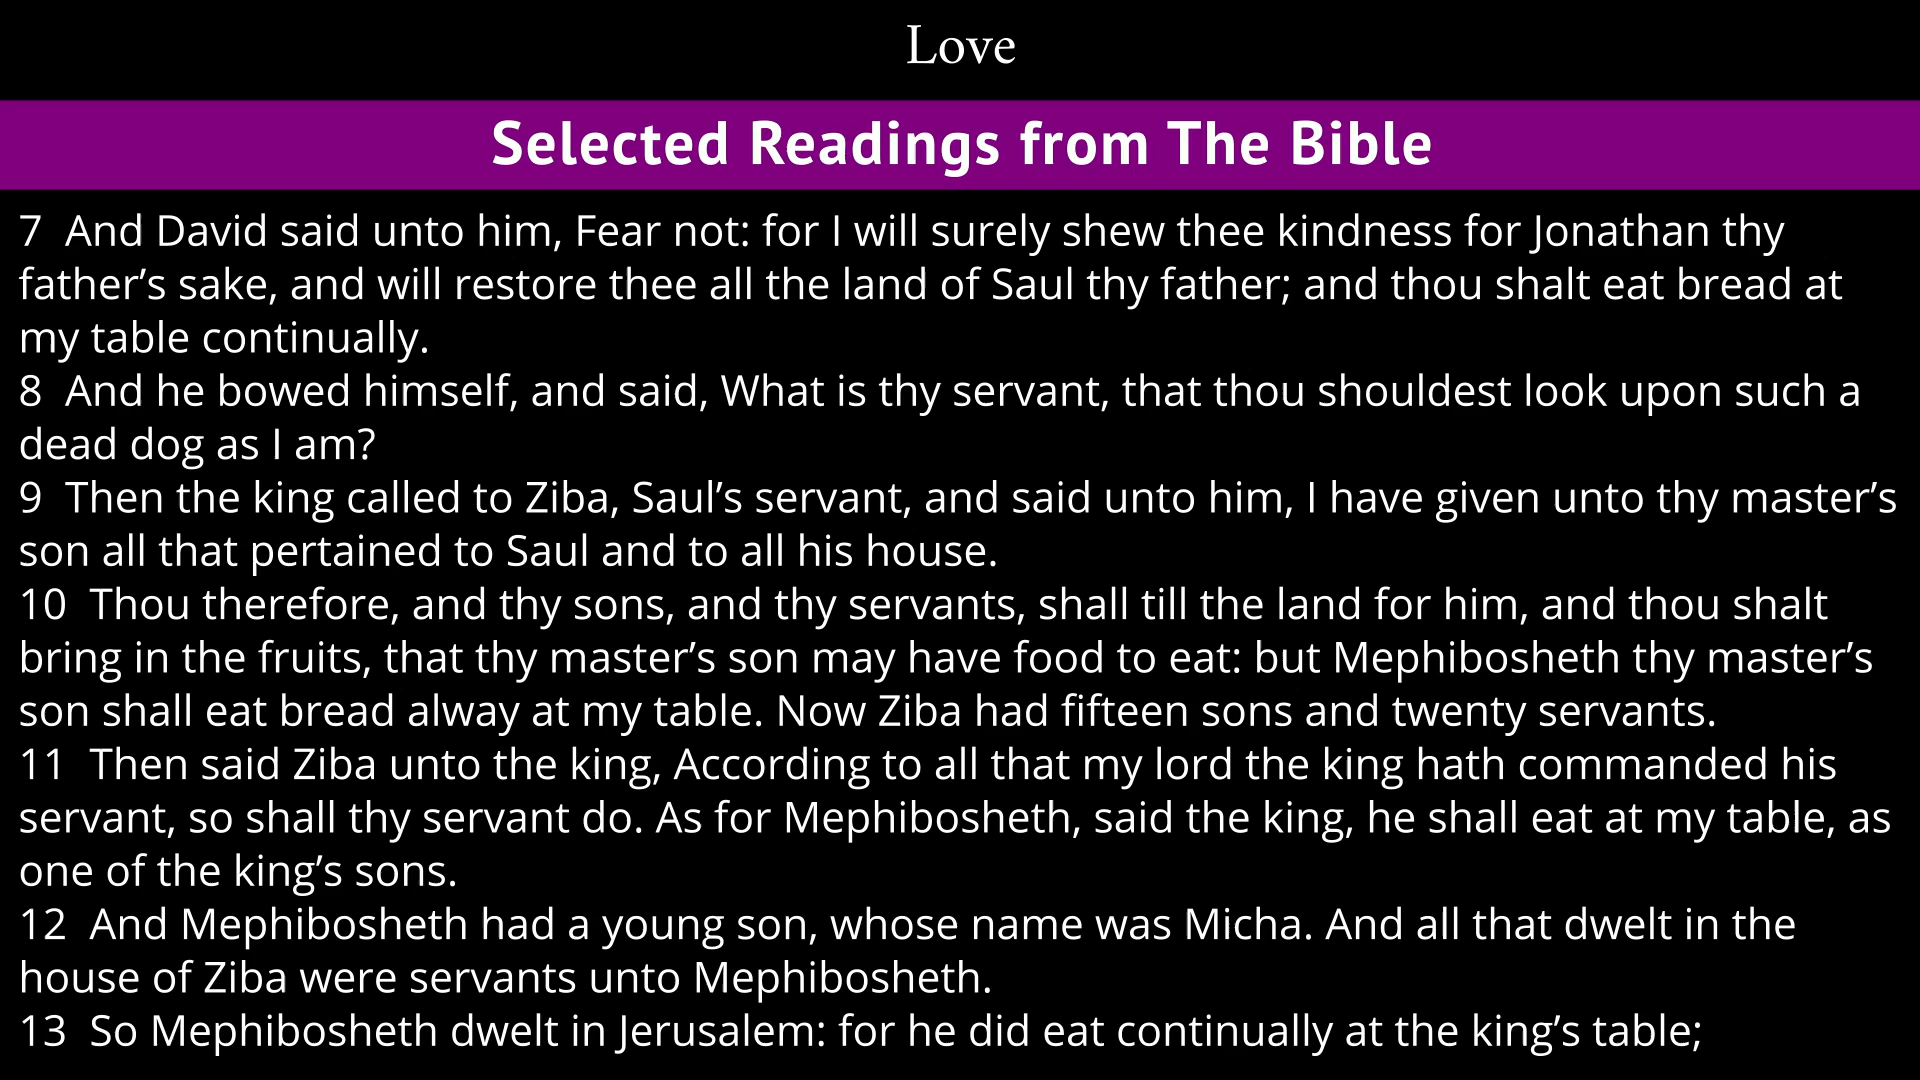 Love
Selected Readings from The Bible
7 And David said unto him, Fear not: for I will surely shew thee kindness for Jonathan thy
father’s sake, and will restore thee all the land of Saul thy father; and thou shalt eat bread at
my table continually.
8 And he bowed himself, and said, What is thy servant, that thou shouldest look upon such a
dead dog as I am?
9 Then the king called to Ziba, Saul’s servant, and said unto him, I have given unto thy master’s
son all that pertained to Saul and to all his house.
10 Thou therefore, and thy sons, and thy servants, shall till the land for him, and thou shalt
bring in the fruits, that thy master’s son may have food to eat: but Mephibosheth thy master’s
son shall eat bread alway at my table. Now Ziba had fifteen sons and twenty servants.
11 Then said Ziba unto the king, According to all that my lord the king hath commanded his
servant, so shall thy servant do. As for Mephibosheth, said the king, he shall eat at my table, as
one of the king’s sons.
12 And Mephibosheth had a young son, whose name was Micha. And all that dwelt in the
house of Ziba were servants unto Mephibosheth.
13 So Mephibosheth dwelt in Jerusalem: for he did eat continually at the king’s table;